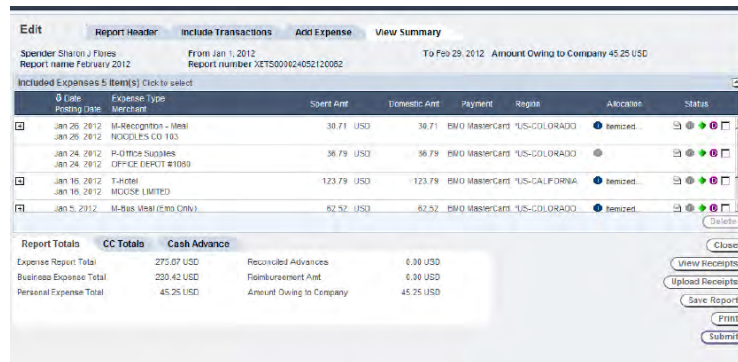 Edit Report Header Include Transactions Add Expense View Summary
Spender Sharon J Flores From Jan 1, 2012 To Feb 29, 2012 Amount Owing to Company 45.25 USD
Report name February 2012 Report number XETS000024052120082
Included Expenses 5 item(s) Click to select
Date Expense Type Spent Amt Domestic Amt Payment Region Allocation Status
Posting Date Merchant
Jan 26, 2012 M-Recognition - Meal 30.71 USD 30.71 BMO MasterCard *US-COLORADO Itemized...
Jan 26, 2012 NOODLES CO 103
Jan 24, 2012 P-Office Supplies 36.79 USD 36.79 BMO MasterCard *US-COLORADO
Jan 24, 2012 OFFICE DEPOT #1080
Jan 16, 2012 T-Hotel 123.79 USD 123.79 BMO MasterCard *US-CALIFORNIA Itemized...
Jan 16, 2012 MOOSE LIMITED
Jan 5, 2012 M-Bus Meal (Emp Only) 62.52 USD 62.52 BMO MasterCard *US-COLORADO Itemized...
Delete
Report Totals CC Totals Cash Advance
Close
Expense Report Total 275.67 USD Reconciled Advances 0.00 USD
View Receipts
Business Expense Total 230.42 USD Reimbursement Amt 0.00 USD
Upload Receipts
Personal Expense Total 45.25 USD Amount Owing to Company 45.25 USD
Save Report
Print
Submit